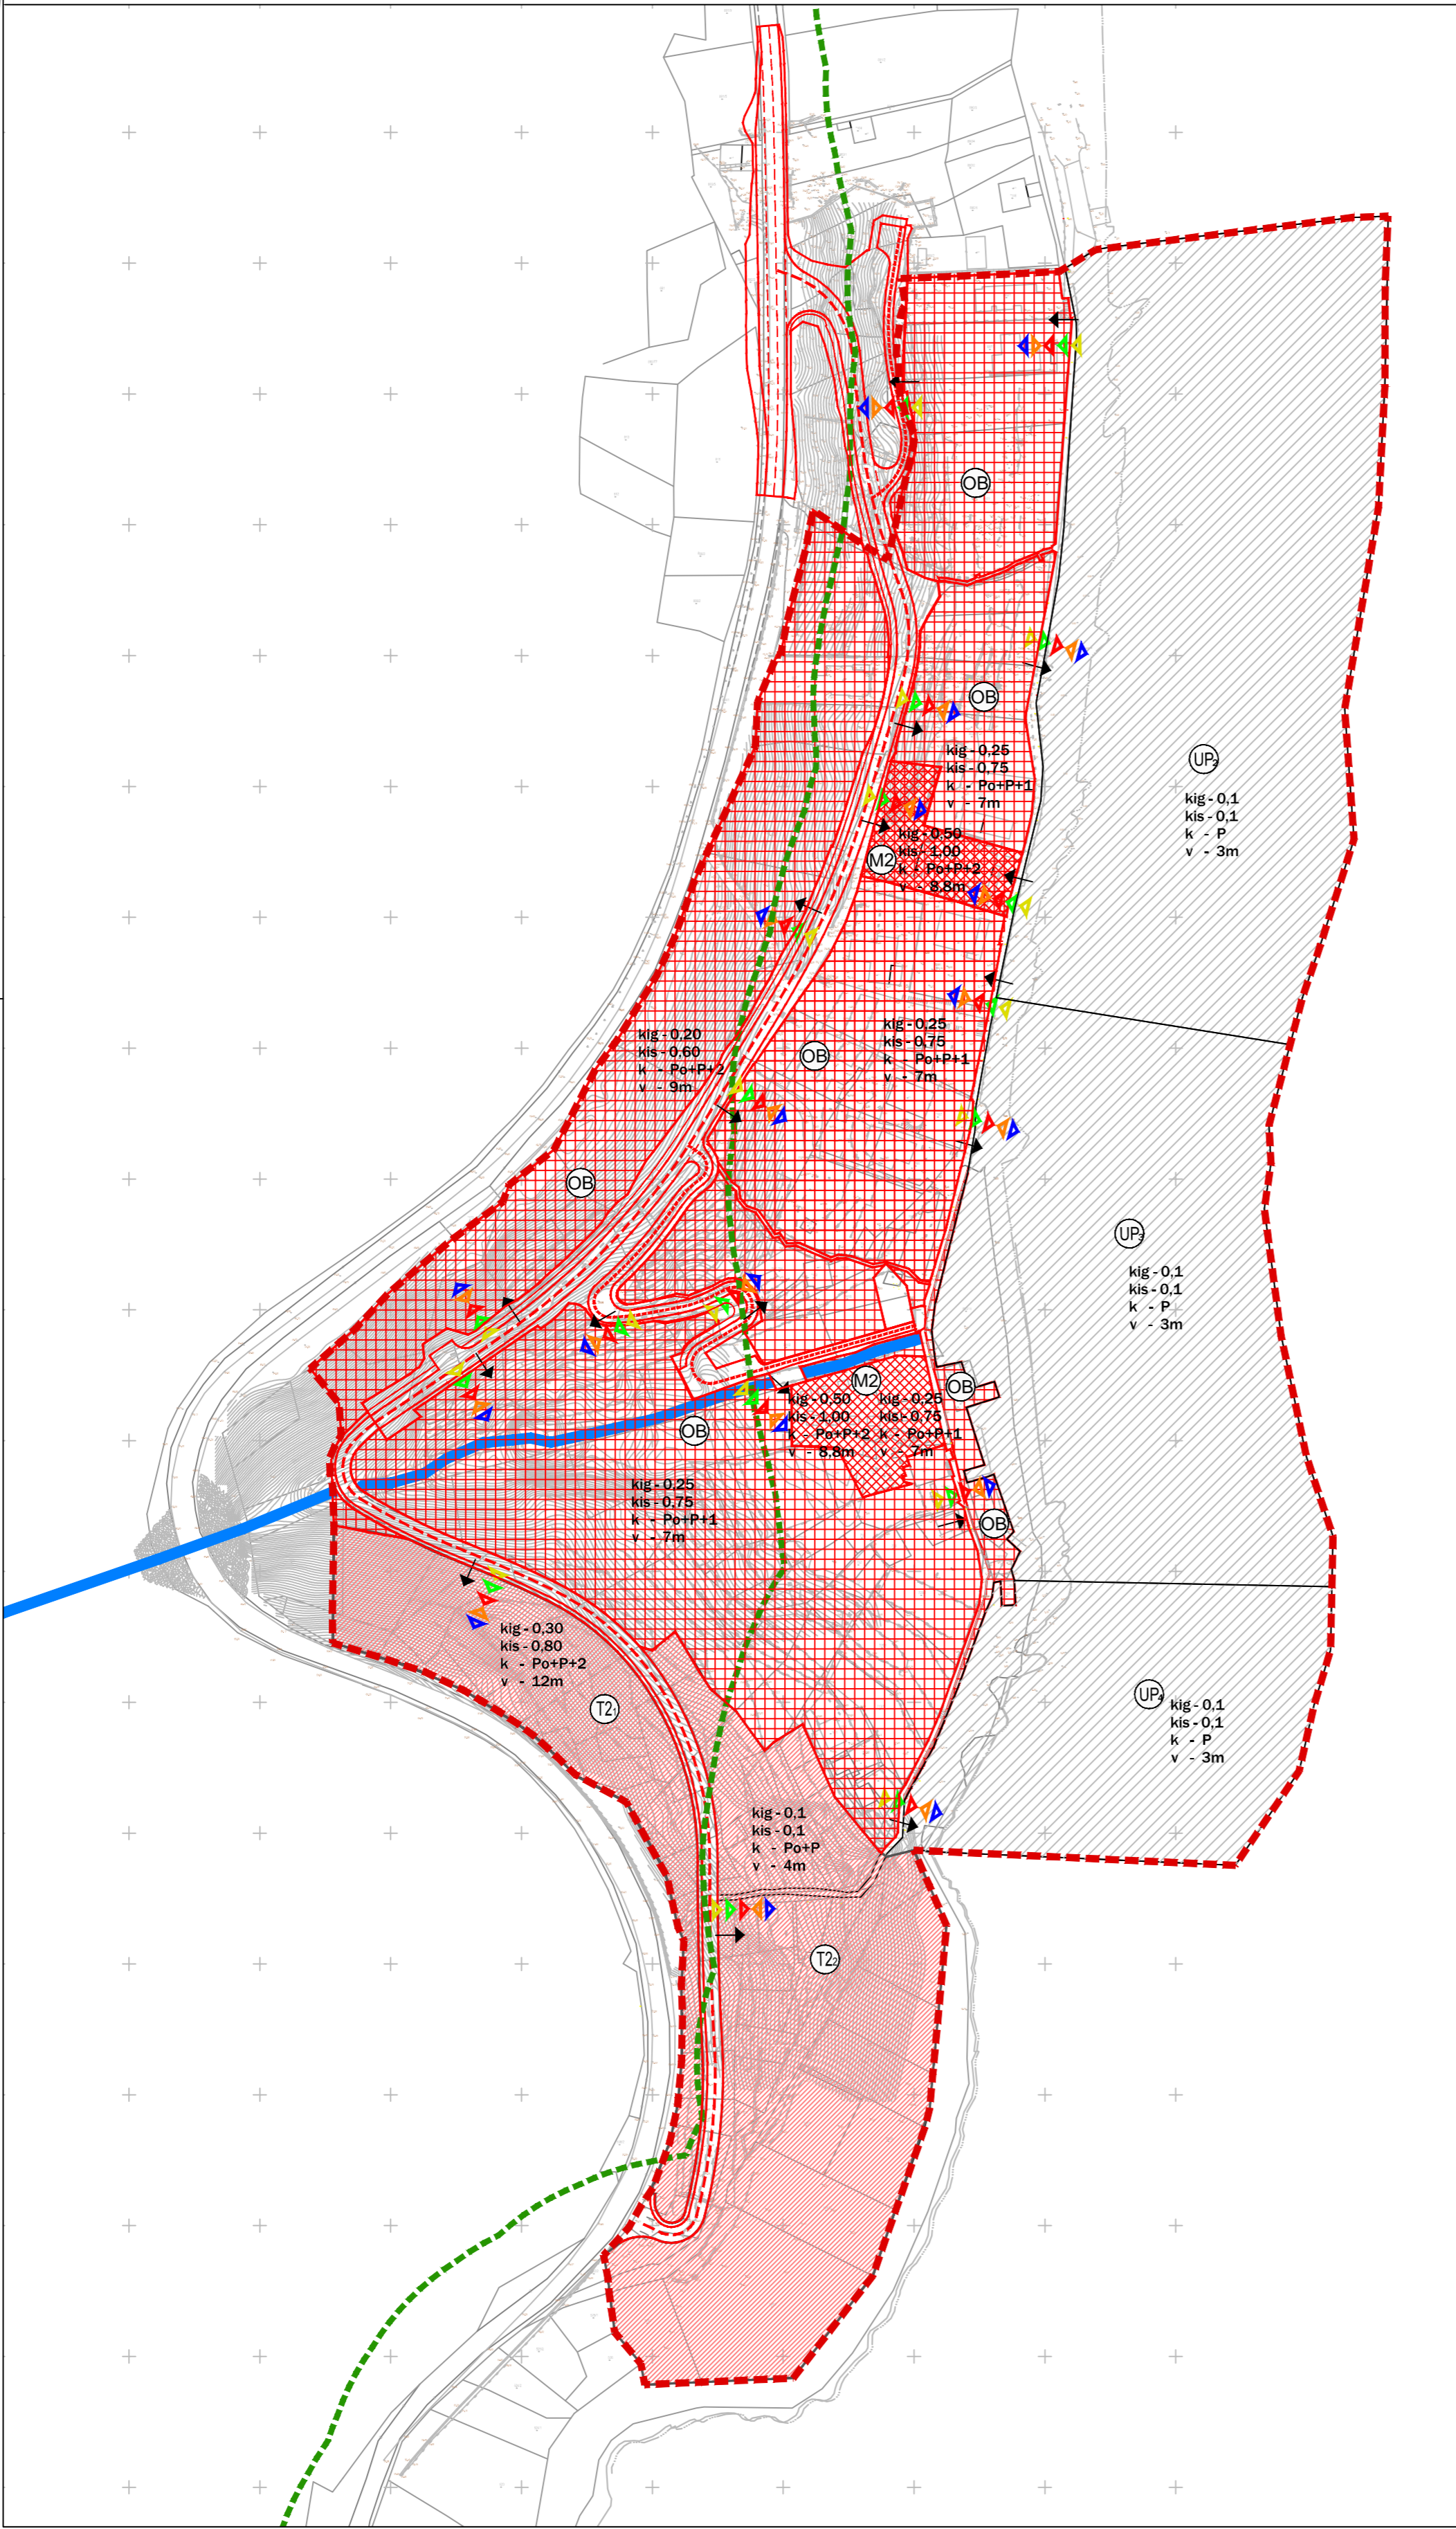 OB
OB
kig - 0,25
kis - 0,75
k - Po+P+1
v - 7m
UP2
kig - 0,1
kis - 0,1
k - P
v - 3m
M2
kig - 0,50
kis - 1,00
k - Po+P+2
v - 8,8m
kig - 0,20
kis - 0,60
k - Po+P+2
v - 9m
OB
kig - 0,25
kis - 0,75
k - Po+P+1
v - 7m
OB
UP3
kig - 0,1
kis - 0,1
k - P
v - 3m
M2
OB
kig - 0,50
kis - 1,00
k - Po+P+2
v - 8,8m
kig - 0,25
kis - 0,75
k - Po+P+1
v - 7m
OB
kig - 0,25
kis - 0,75
k - Po+P+1
v - 7m
OB
kig - 0,30
kis - 0,80
k - Po+P+2
v - 12m
T21
UP4
kig - 0,1
kis - 0,1
k - P
v - 3m
kig - 0,1
kis - 0,1
k - Po+P
v - 4m
T22